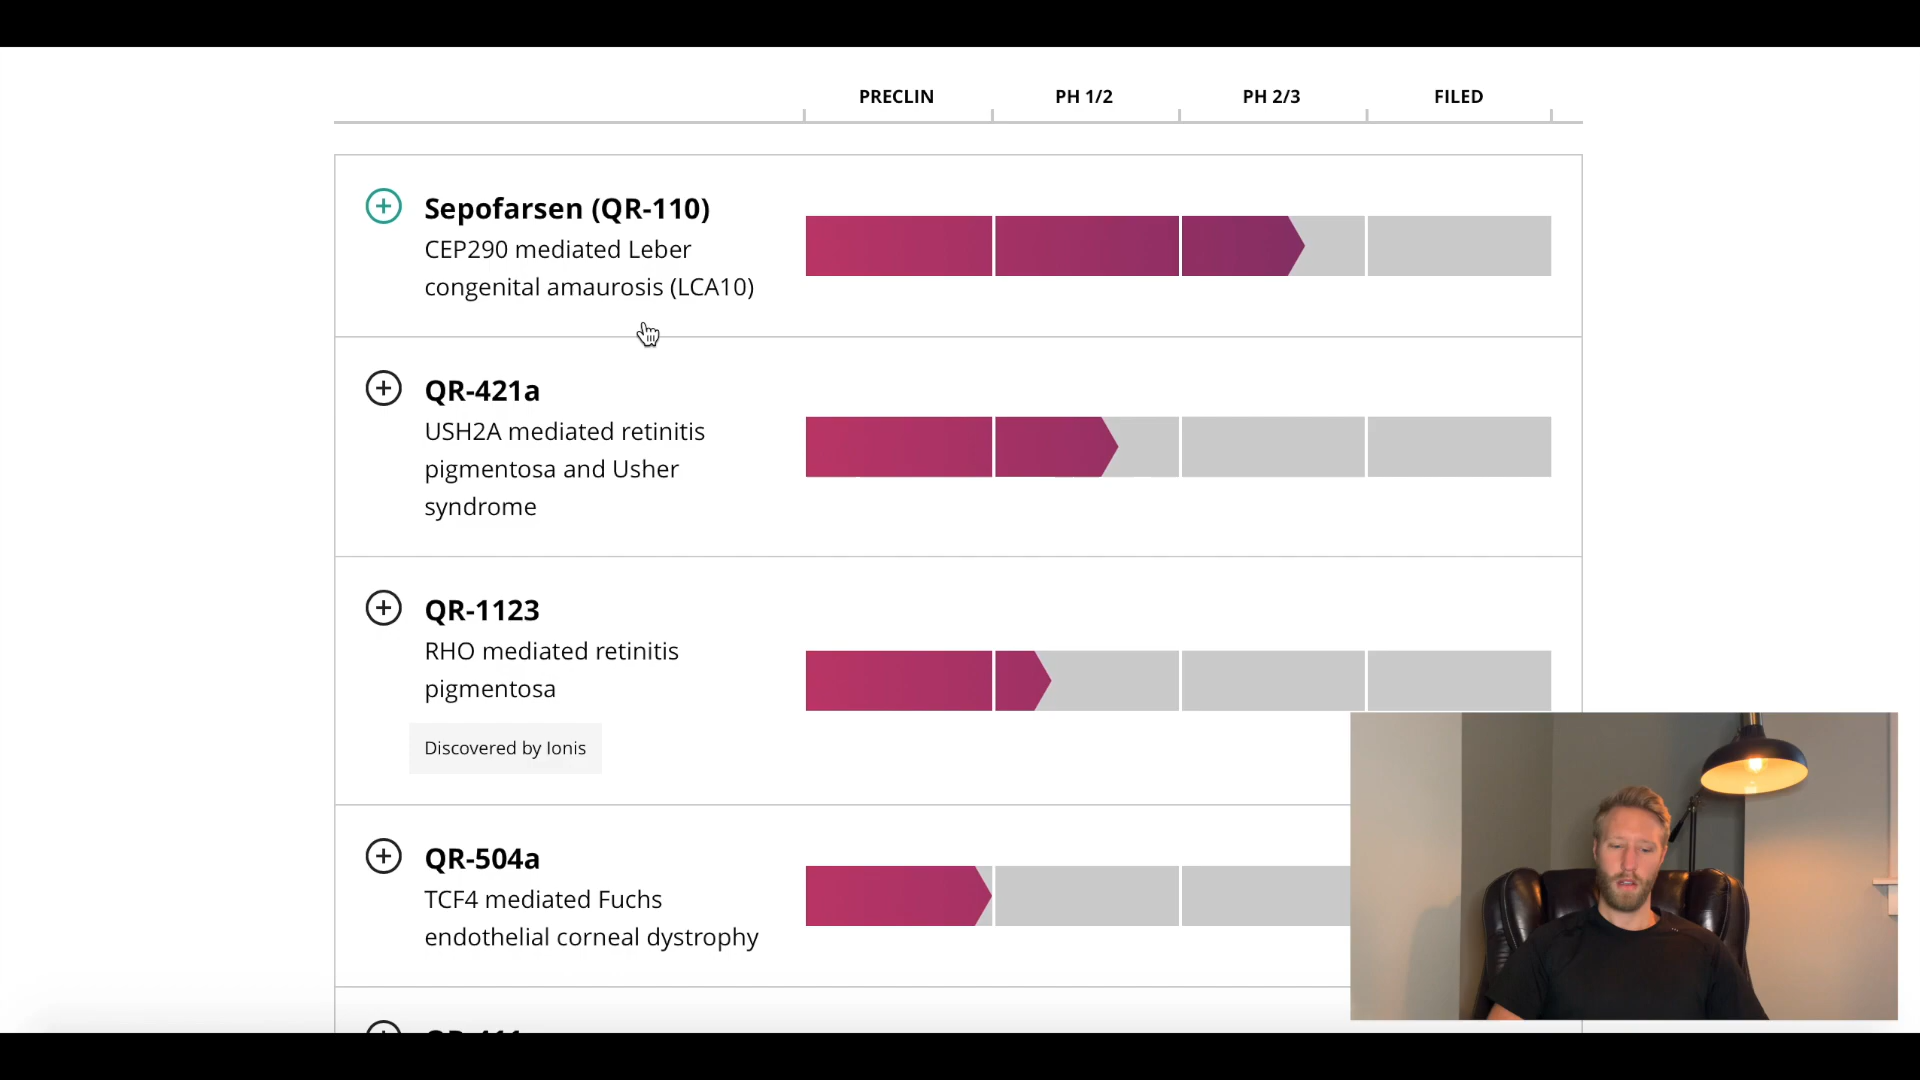 PRECLIN PH 1/2 PH 2/3 FILED
Sepofarsen (QR-110)
CEP290 mediated Leber
congenital amaurosis (LCA10)
QR-421a
USH2A mediated retinitis
pigmentosa and Usher
syndrome
QR-1123
RHO mediated retinitis
pigmentosa
Discovered by Ionis
QR-504a
TCF4 mediated Fuchs
endothelial corneal dystrophy